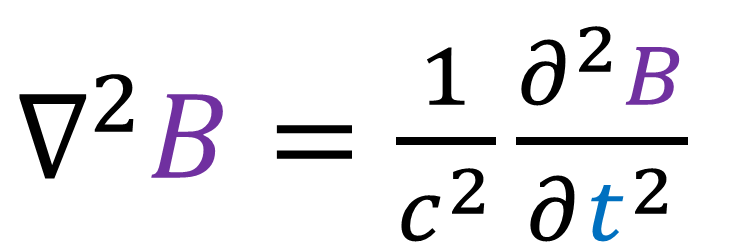 ∇²B = 1/c² ∂²B/∂t²